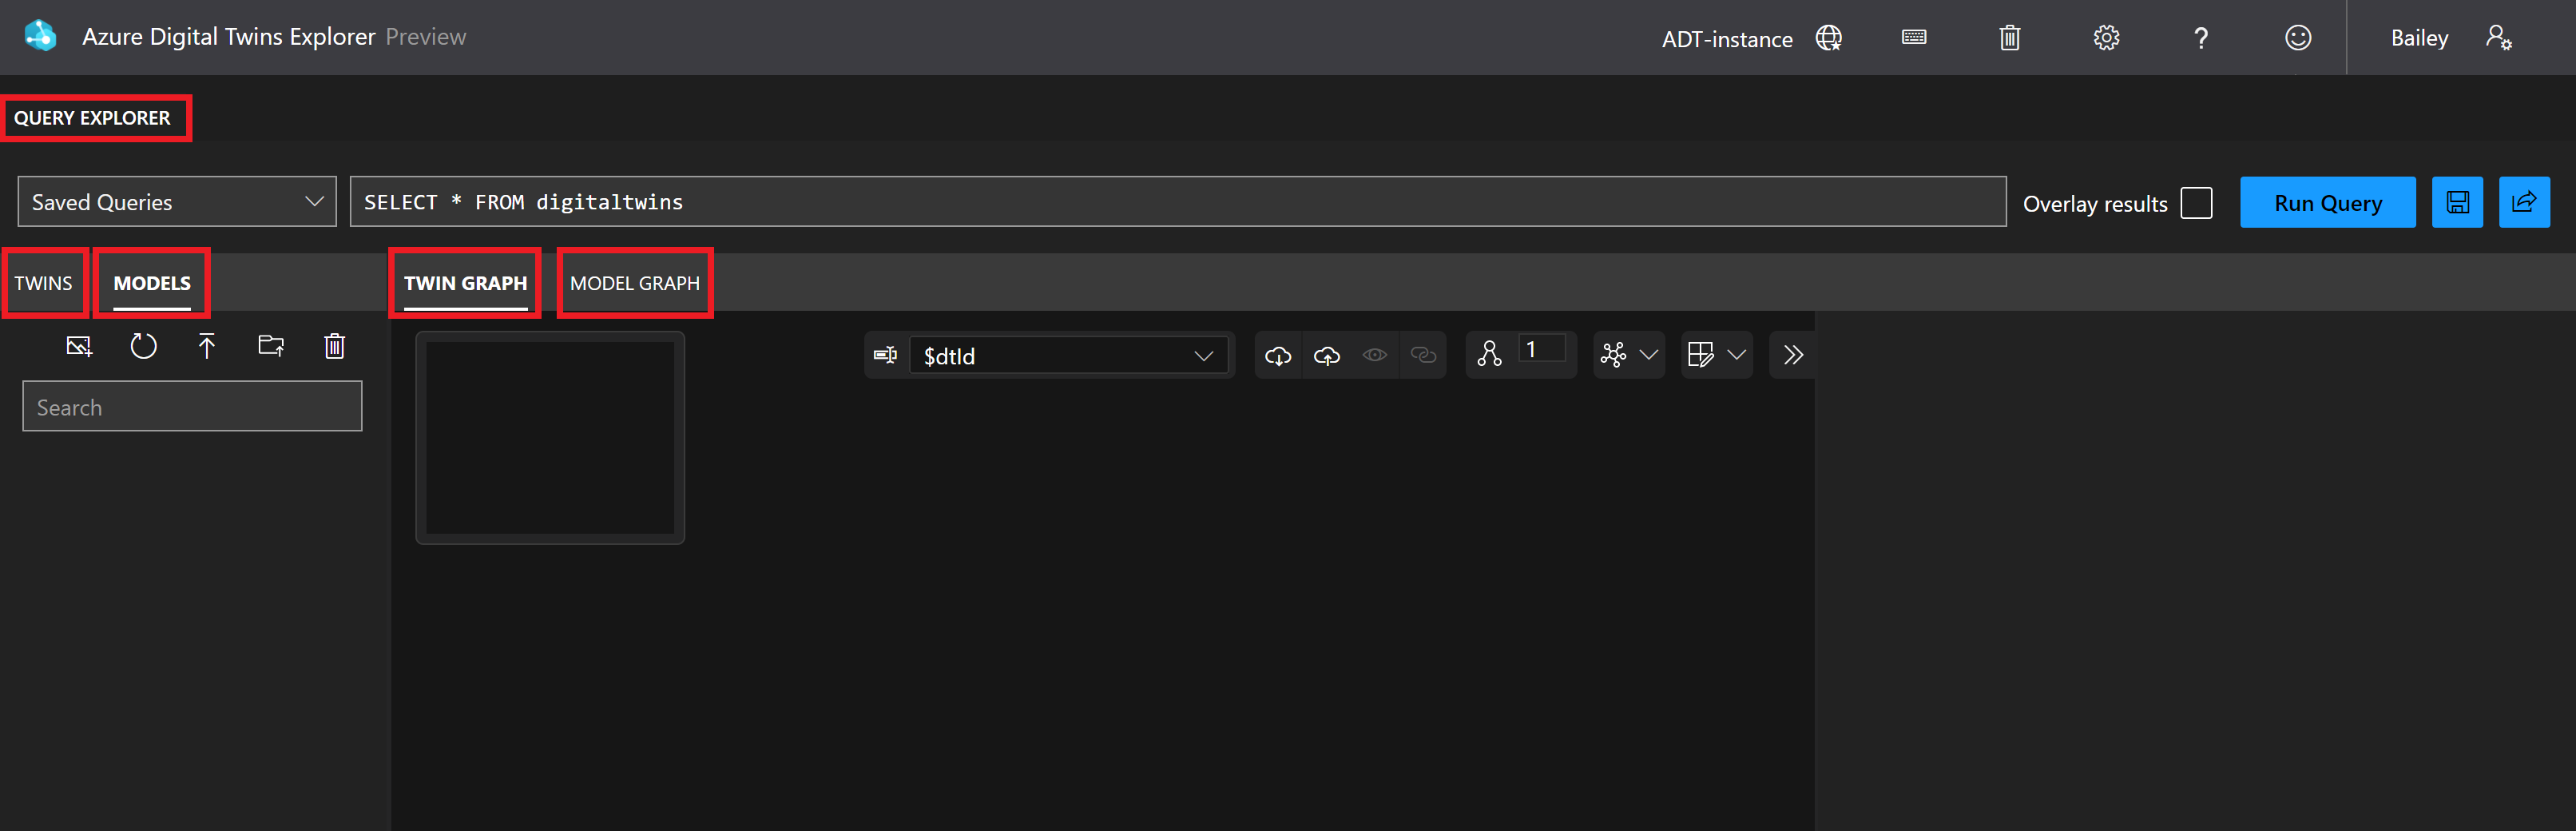 Azure Digital Twins Explorer Preview
ADT-instance
?
Bailey
QUERY EXPLORER
Saved Queries
SELECT * FROM digitaltwins
Overlay results
Run Query
TWINS
MODELS
TWIN GRAPH
MODEL GRAPH
Search
$dtId
1